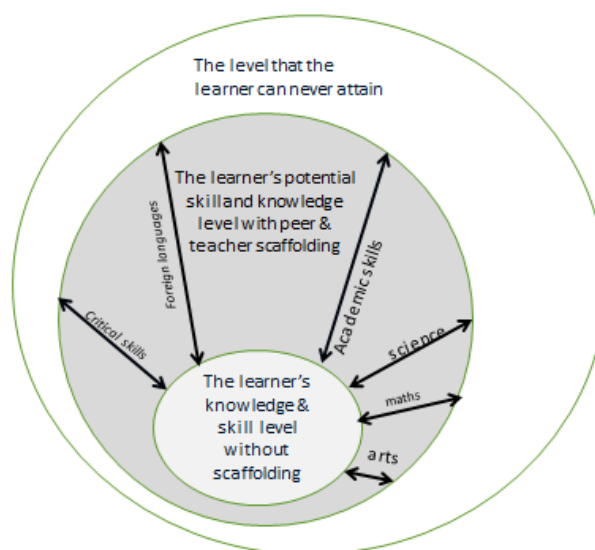 The level that the
learner can never attain
The learner's potential
skill and knowledge
level with peer &
teacher scaffolding
Foreign languages
Academic skills
Critical skills
science
maths
arts
The learner's
knowledge &
skill level
without
scaffolding